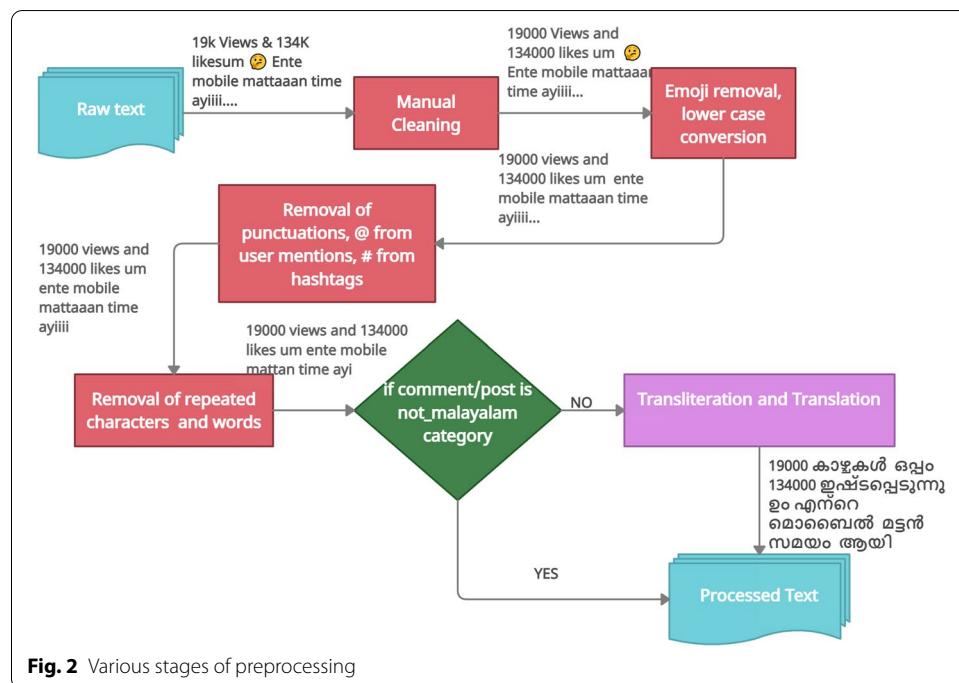 19k Views & 134K
likesum 🤔 Ente
mobile mattaaan time
ayiiii....
Raw text
Manual
Cleaning
19000 Views and
134000 likes um 🤔
Ente mobile mattaaan
time ayiiii...
Emoji removal,
lower case
conversion
19000 views and
134000 likes um ente
mobile mattaaan time
ayiiii...
Removal of
punctuations, @ from
user mentions, # from
hashtags
19000 views and
134000 likes um
ente mobile
mattaaan time
ayiiii
Removal of repeated
characters and words
19000 views and 134000
likes um ente mobile
mattan time ayi
if comment/post is
not_malayalam
category
NO
Transliteration and Translation
19000 കാഴ്ചകൾ ഒപ്പം
134000 ഇഷ്ടപ്പെടുന്നു
ഉം എന്റെ
മൊബൈൽ മട്ടൻ
സമയം ആയി
YES
Processed Text
Fig. 2 Various stages of preprocessing